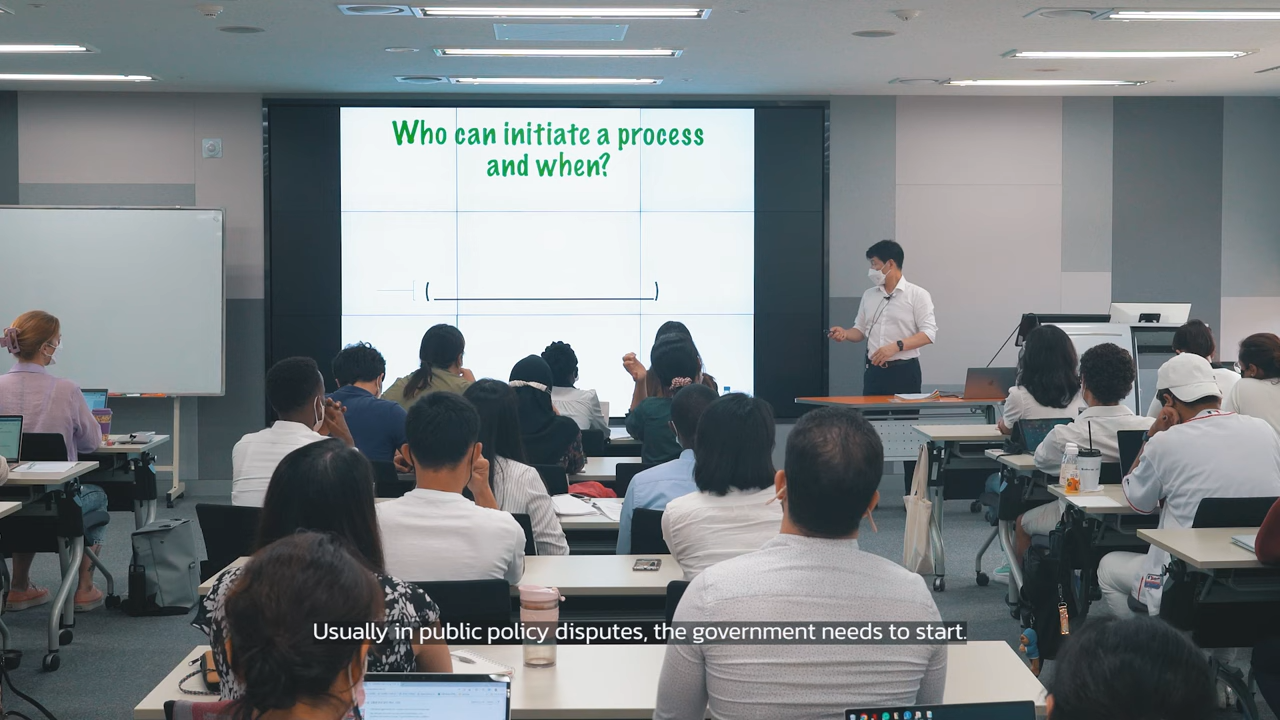 Who can initiate a process
and when?
Usually in public policy disputes, the government needs to start.